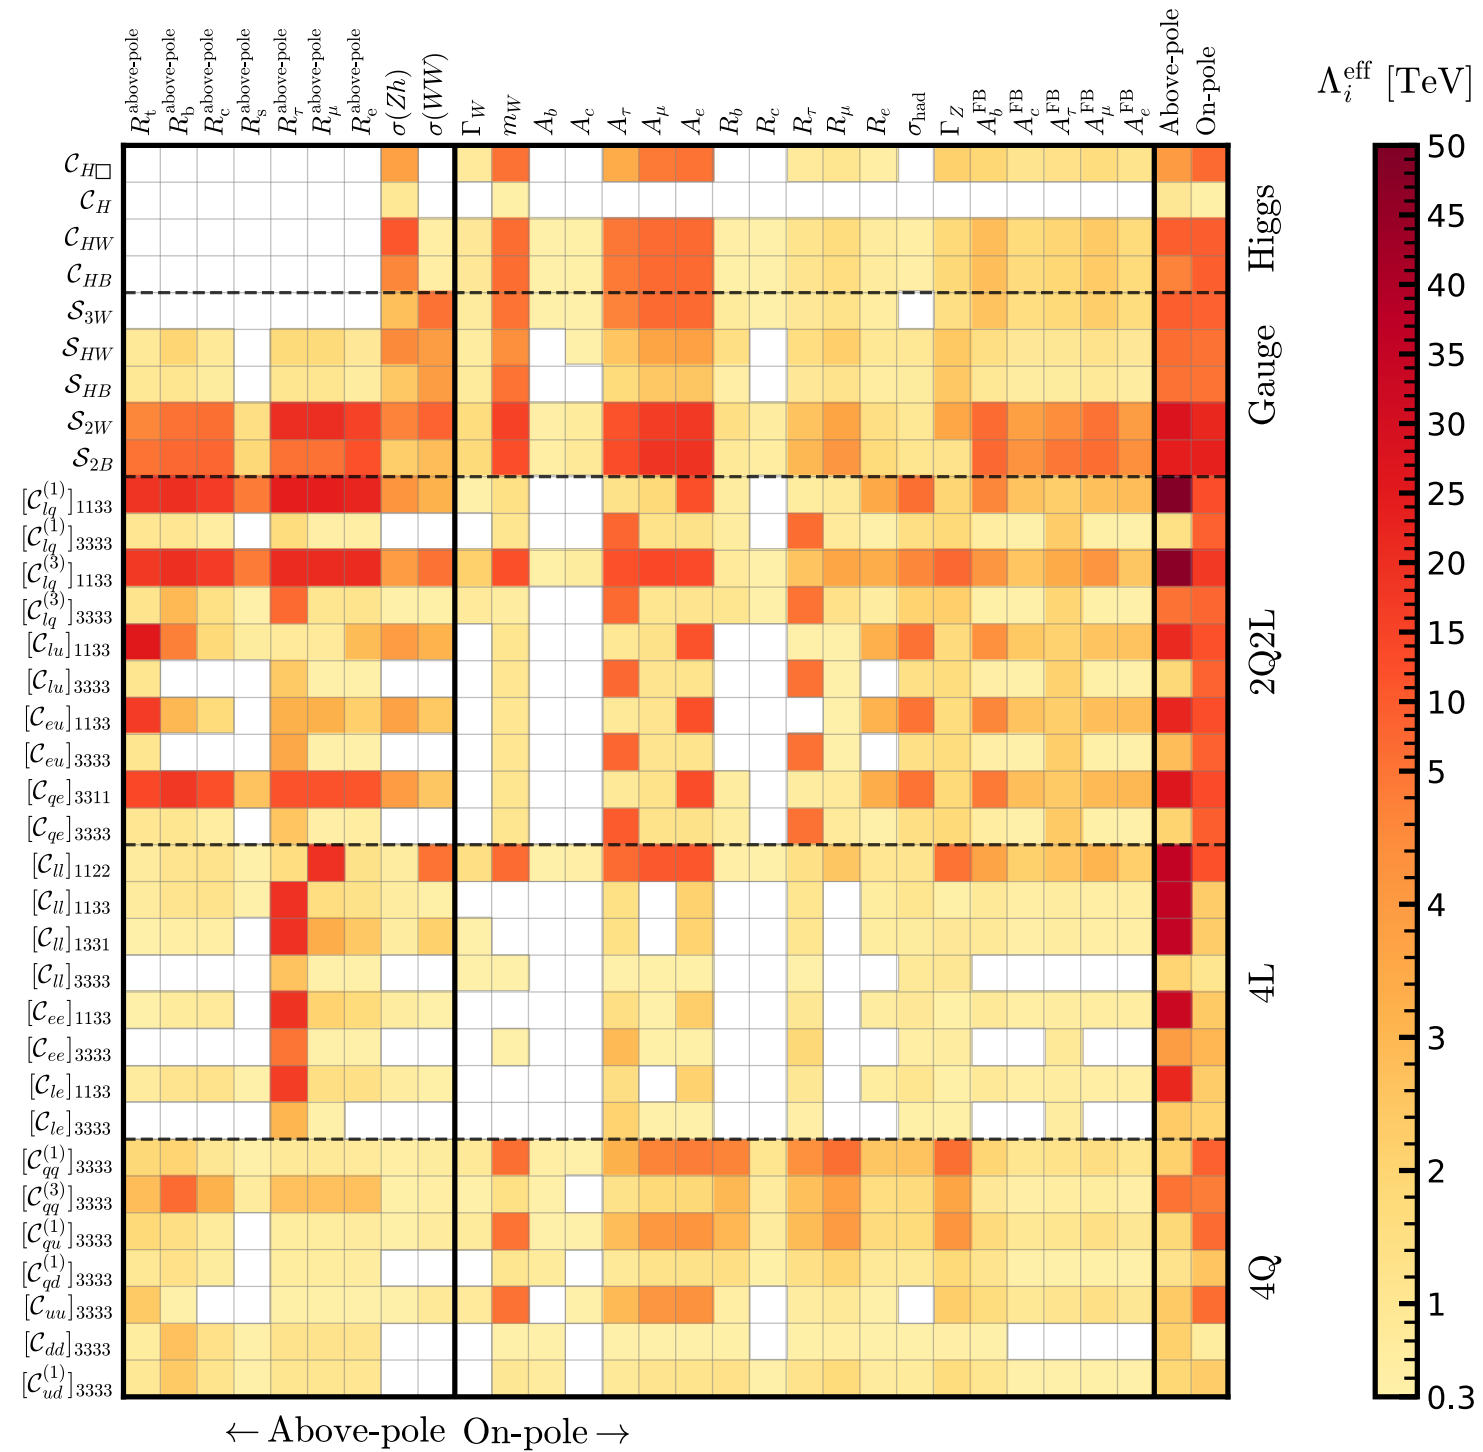 R_t^above-pole
R_b^above-pole
R_c^above-pole
R_s^above-pole
R_τ^above-pole
R_μ^above-pole
R_e^above-pole
σ(Zh)
σ(WW)
Γ_W
m_W
A_b
A_c
A_τ
A_μ
A_e
R_b
R_c
R_τ
R_μ
R_e
σ_had
Γ_Z
A_b^FB
A_c^FB
A_τ^FB
A_μ^FB
A_e^FB
Above-pole
On-pole
Λ_i^eff [TeV]
C_H□
C_H
C_HW
C_HB
S_3W
S_HW
S_HB
S_2W
S_2B
[C_lq^(1)]_1133
[C_lq^(1)]_3333
[C_lq^(3)]_1133
[C_lq^(3)]_3333
[C_lu]_1133
[C_lu]_3333
[C_eu]_1133
[C_eu]_3333
[C_qe]_3311
[C_qe]_3333
[C_ll]_1122
[C_ll]_1133
[C_ll]_1331
[C_ll]_3333
[C_ee]_1133
[C_ee]_3333
[C_le]_1133
[C_le]_3333
[C_qq^(1)]_3333
[C_qq^(3)]_3333
[C_qu^(1)]_3333
[C_qd^(1)]_3333
[C_uu]_3333
[C_dd]_3333
[C_ud^(1)]_3333
Higgs
Gauge
2Q2L
4L
4Q
50
45
40
35
30
25
20
15
10
5
4
3
2
1
0.3
← Above-pole On-pole →